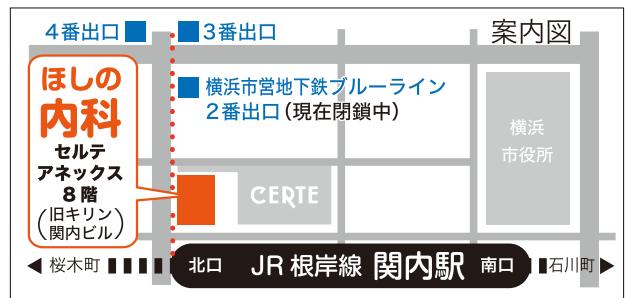 4番出口
3番出口
案内図
横浜市営地下鉄ブルーライン
2番出口(現在閉鎖中)
ほしの
内科
セルテ
アネックス
8階
(旧キリン
関内ビル)
横浜
市役所
CERTE
桜木町
北口
JR根岸線 関内駅
南口
石川町